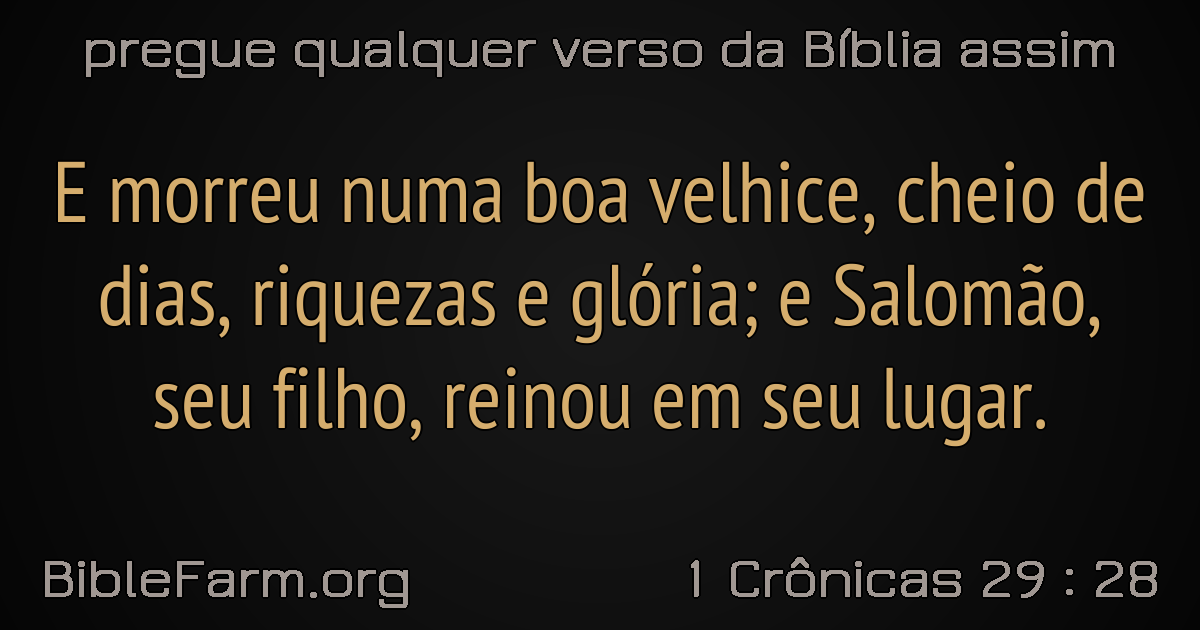 pregue qualquer verso da Bíblia assim
E morreu numa boa velhice, cheio de
dias, riquezas e glória; e Salomão,
seu filho, reinou em seu lugar.
BibleFarm.org
1 Crônicas 29 : 28